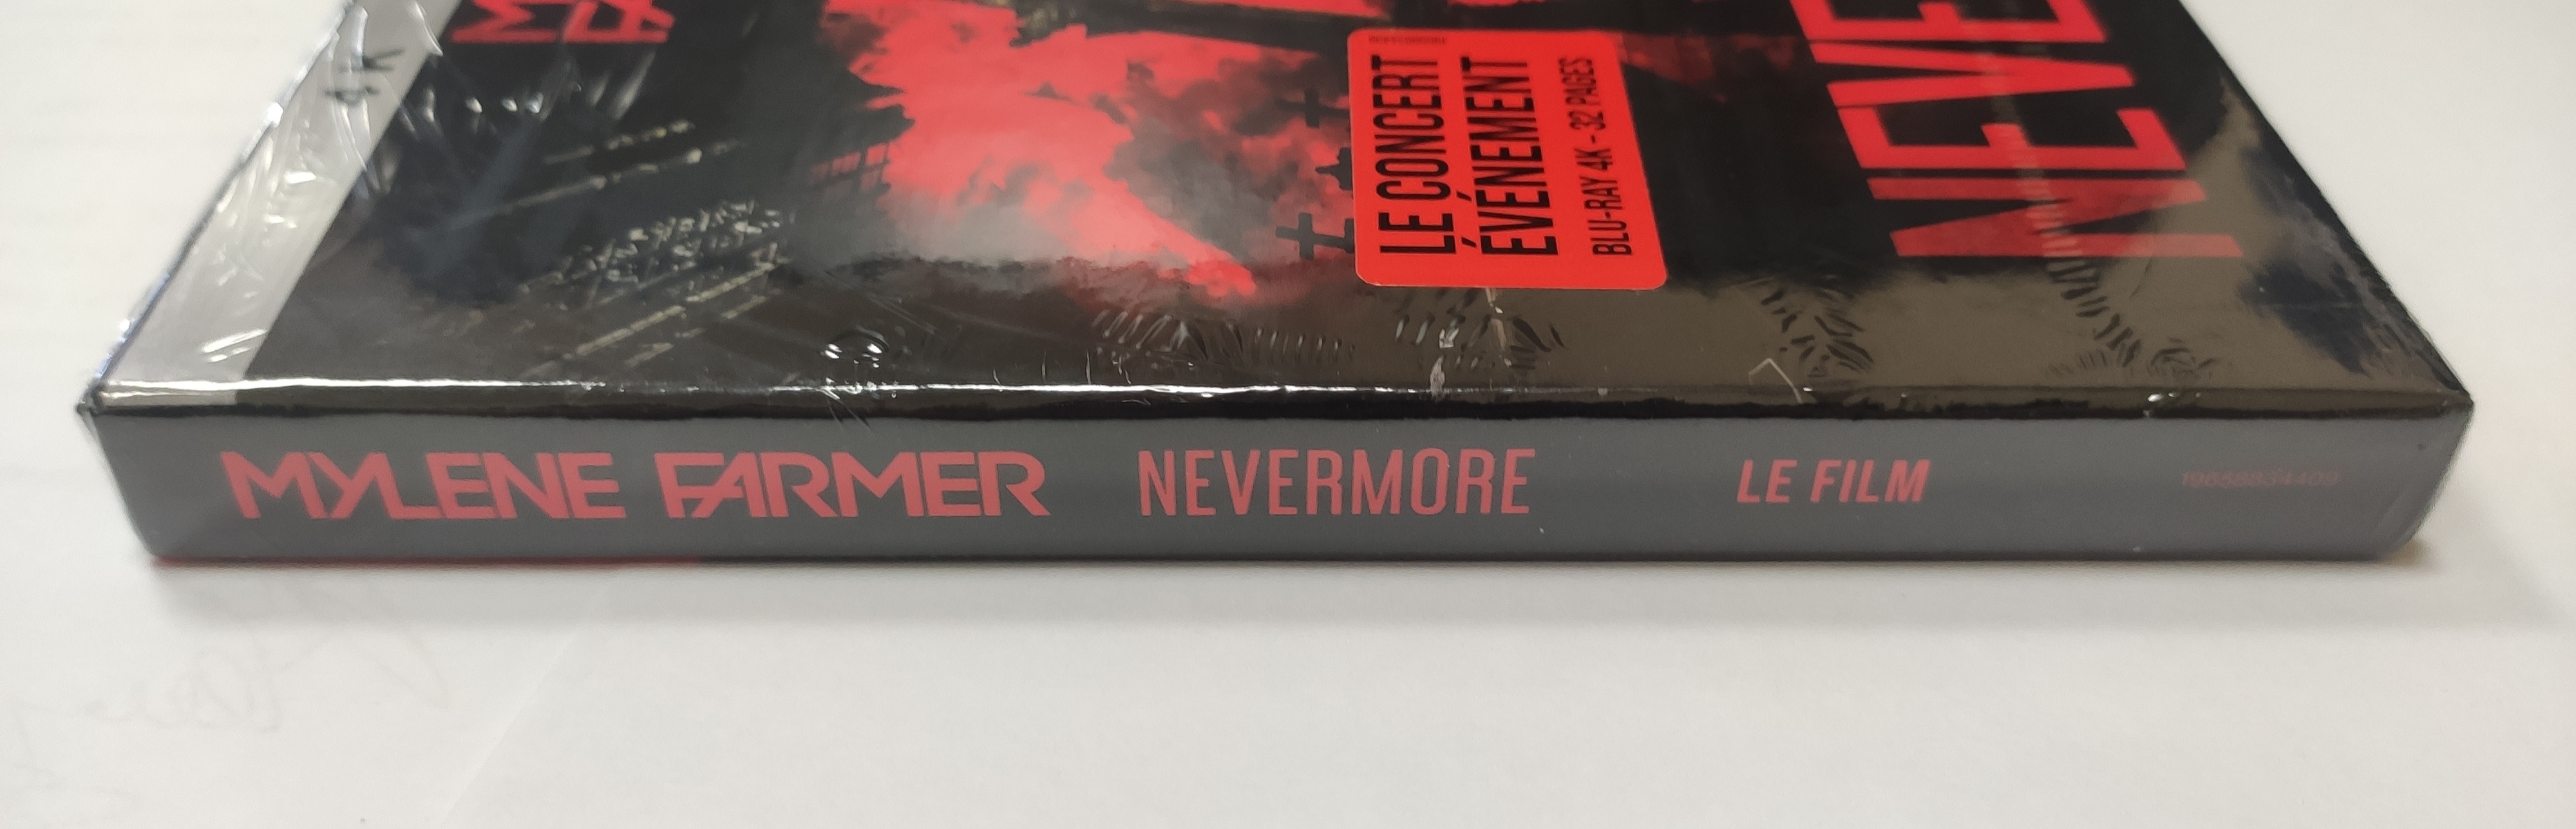 LE CONCERT
ÉVÉNEMENT
BLU-RAY 4K - 32 PAGES
NEVE
MYLENE FARMER NEVERMORE LE FILM